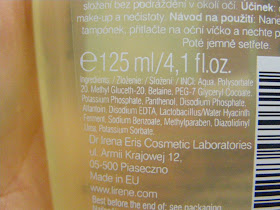 složení bez podráždění v okolí očí. Účinek:
make-up a nečistoty. Návod na použití. Nane
tampónek, přiložte na oční víčko a nechte p
Poté jemně setřete.
℮125 ml/4,1 fl.oz.
Ingredients / Złożenie / Složení / INCI: Aqua, Polysorbate
20, Methyl Gluceth-20, Betaine, PEG-7 Glyceryl Cocoate,
Potassium Phosphate, Panthenol, Disodium Phosphate,
Allantoin, Disodium EDTA, Lactobacillus/Water Hyacinth
Ferment, Sodium Benzoate, Methylparaben, Diazolidinyl
Urea, Potassium Sorbate.
Dr Irena Eris Cosmetic Laboratories
ul. Armii Krajowej 12,
05-500 Piaseczno
Made in EU
www.lirene.com
Best before the end of: see packaging